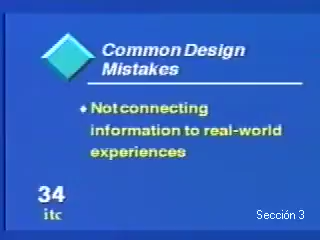 Common Design
Mistakes
Not connecting
information to real-world
experiences
34
itc
Sección 3